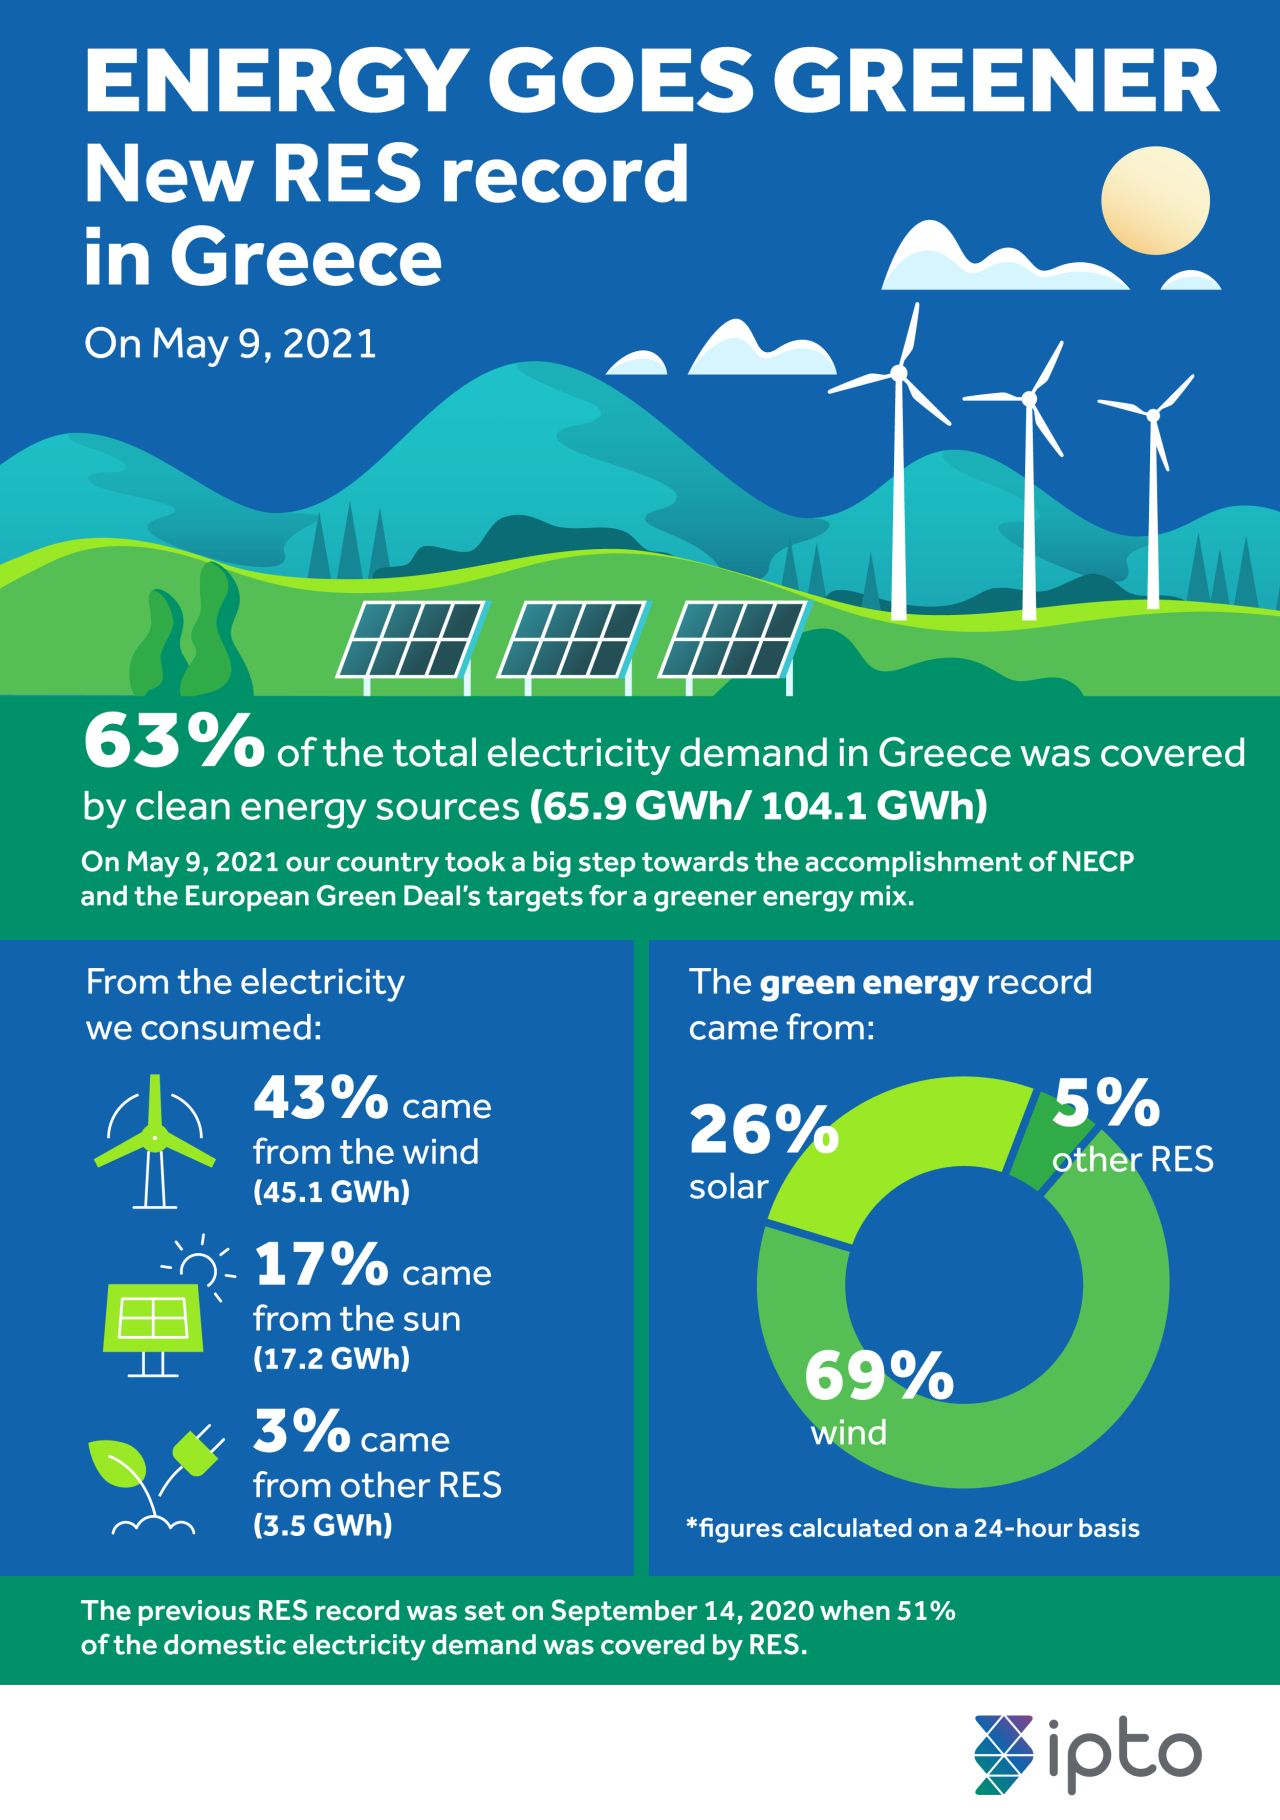 ENERGY GOES GREENER
New RES record
in Greece
On May 9, 2021
63% of the total electricity demand in Greece was covered
by clean energy sources (65.9 GWh/ 104.1 GWh)
On May 9, 2021 our country took a big step towards the accomplishment of NECP
and the European Green Deal's targets for a greener energy mix.
From the electricity
we consumed:
43% came
from the wind
(45.1 GWh)
17% came
from the sun
(17.2 GWh)
3% came
from other RES
(3.5 GWh)
The green energy record
came from:
26%
solar
5%
other RES
69%
wind
*figures calculated on a 24-hour basis
The previous RES record was set on September 14, 2020 when 51%
of the domestic electricity demand was covered by RES.
ipto